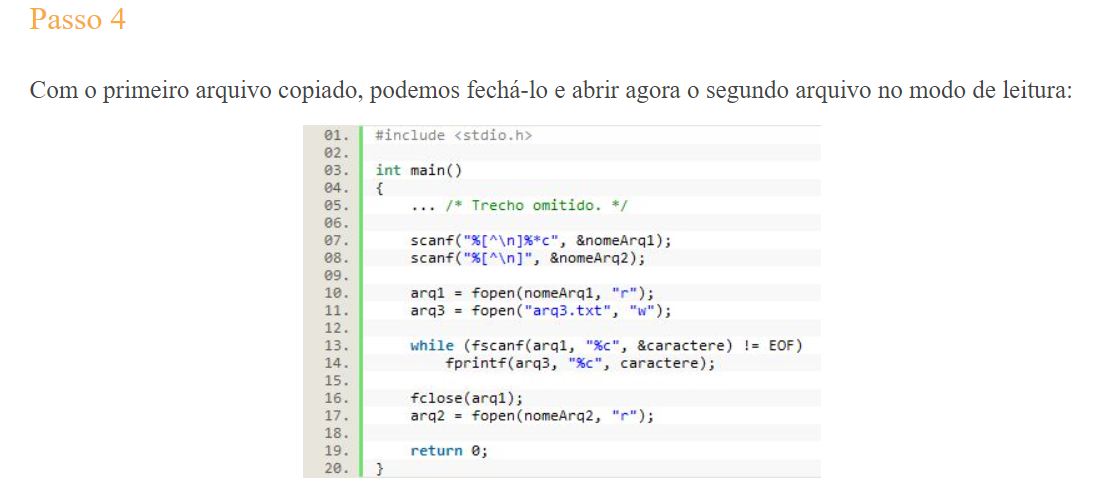 Passo 4
Com o primeiro arquivo copiado, podemos fechá-lo e abrir agora o segundo arquivo no modo de leitura:
01. #include <stdio.h>
02.
03. int main()
04. {
05.     ... /* Trecho omitido. */
06.
07.     scanf("%[^\n]%*c", &nomeArq1);
08.     scanf("%[^\n]", &nomeArq2);
09.
10.     arq1 = fopen(nomeArq1, "r");
11.     arq3 = fopen("arq3.txt", "w");
12.
13.     while (fscanf(arq1, "%c", &caractere) != EOF)
14.         fprintf(arq3, "%c", caractere);
15.
16.     fclose(arq1);
17.     arq2 = fopen(nomeArq2, "r");
18.
19.     return 0;
20. }